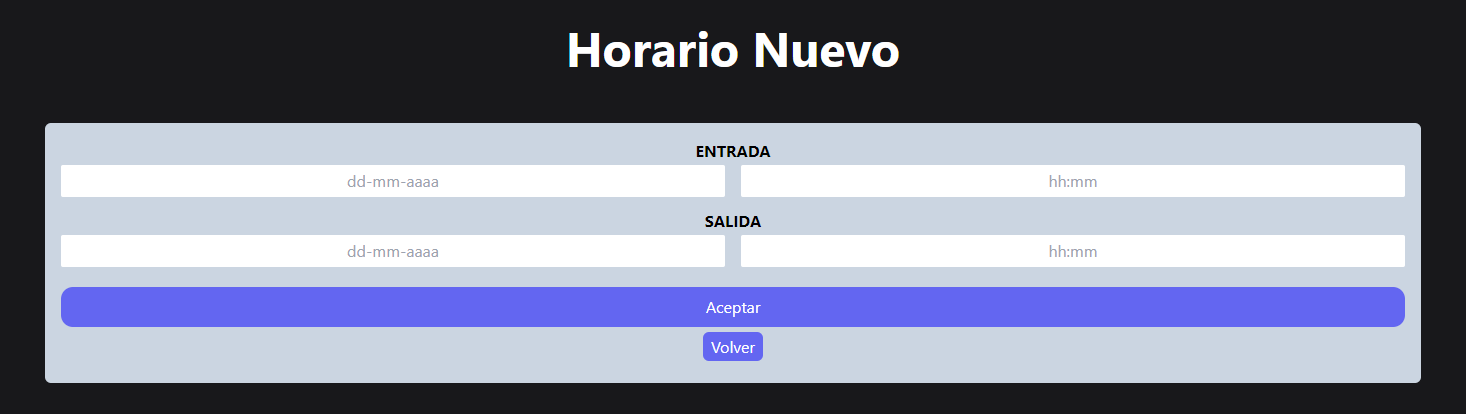 Horario Nuevo
ENTRADA
dd-mm-aaaa hh:mm
SALIDA
dd-mm-aaaa hh:mm
Aceptar
Volver